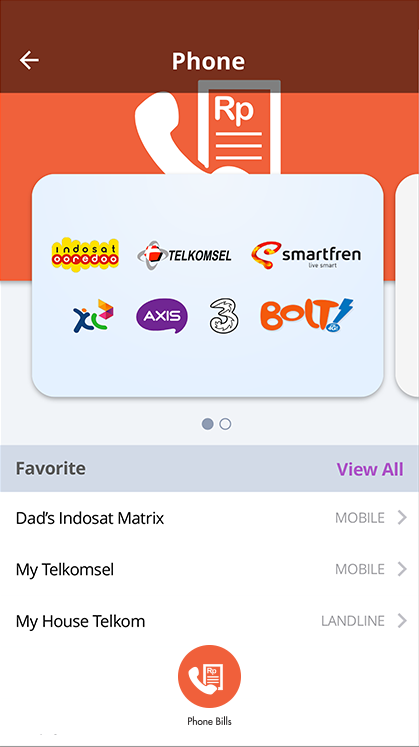 Phone
Rp
indosat
ooredoo
TELKOMSEL
smartfren
live smart
XL
AXIS
3
BOLT!
4G
Favorite
View All
Dad's Indosat Matrix
MOBILE
My Telkomsel
MOBILE
My House Telkom
LANDLINE
Rp
Phone Bills